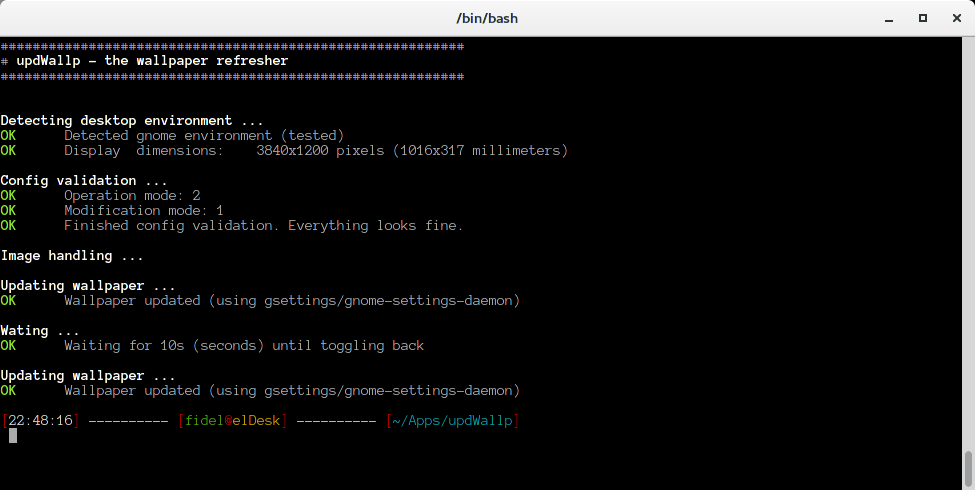 /bin/bash
##########################################################
# updWallp - the wallpaper refresher
##########################################################
Detecting desktop environment ...
OK      Detected gnome environment (tested)
OK      Display  dimensions:    3840x1200 pixels (1016x317 millimeters)
Config validation ...
OK      Operation mode: 2
OK      Modification mode: 1
OK      Finished config validation. Everything looks fine.
Image handling ...
Updating wallpaper ...
OK      Wallpaper updated (using gsettings/gnome-settings-daemon)
Wating ...
OK      Waiting for 10s (seconds) until toggling back
Updating wallpaper ...
OK      Wallpaper updated (using gsettings/gnome-settings-daemon)
[22:48:16] ---------- [fidel@elDesk] ---------- [~/Apps/updWallp]